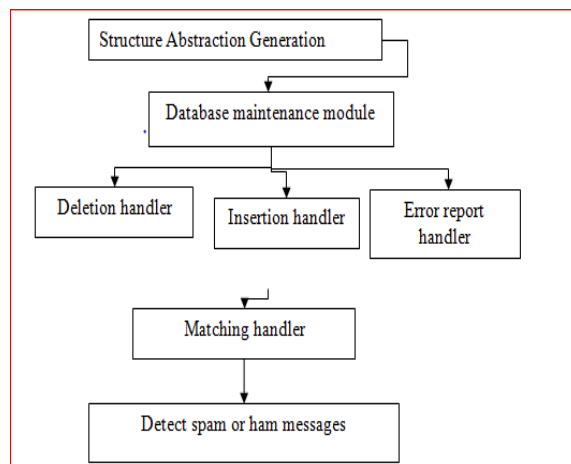 Structure Abstraction Generation
Database maintenance module
Deletion handler
Insertion handler
Error report
handler
Matching handler
Detect spam or ham messages